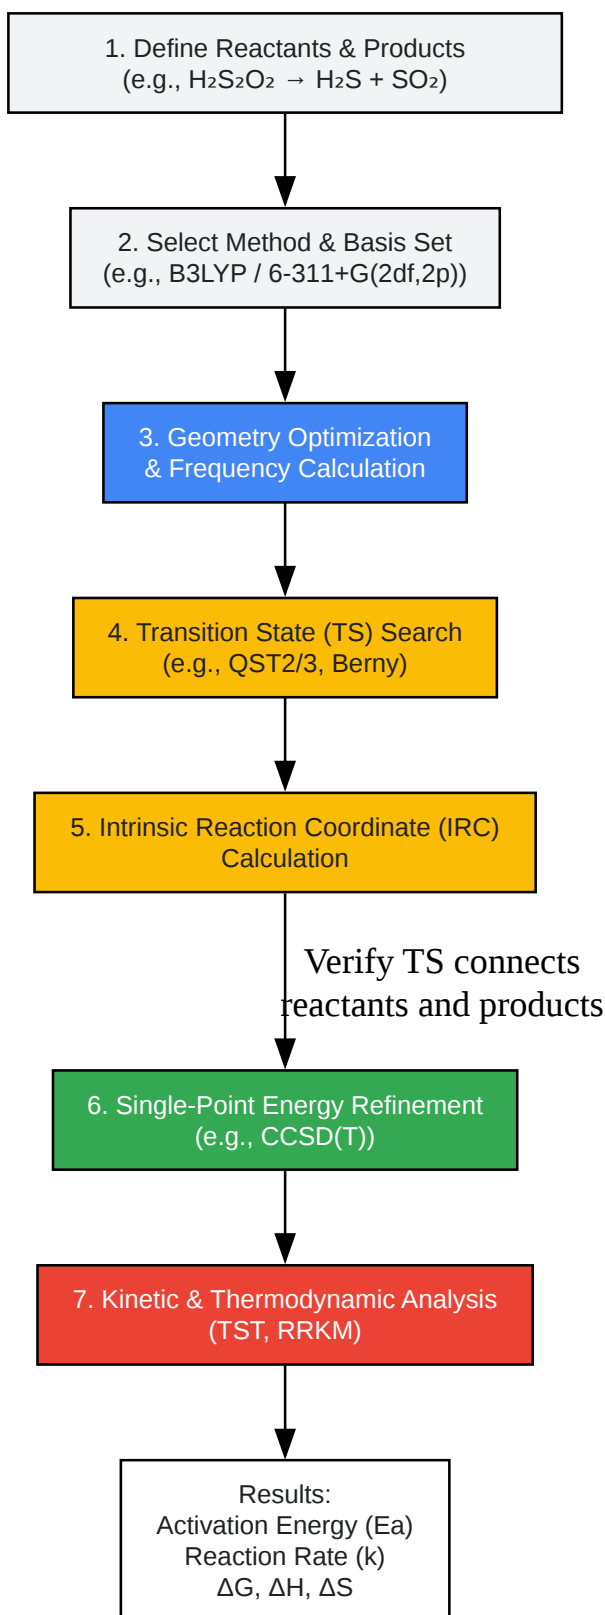 1. Define Reactants & Products
(e.g., H₂S₂O₂ → H₂S + SO₂)
2. Select Method & Basis Set
(e.g., B3LYP / 6-311+G(2df,2p))
3. Geometry Optimization
& Frequency Calculation
4. Transition State (TS) Search
(e.g., QST2/3, Berny)
5. Intrinsic Reaction Coordinate (IRC)
Calculation
Verify TS connects
reactants and products
6. Single-Point Energy Refinement
(e.g., CCSD(T))
7. Kinetic & Thermodynamic Analysis
(TST, RRKM)
Results:
Activation Energy (Ea)
Reaction Rate (k)
ΔG, ΔH, ΔS